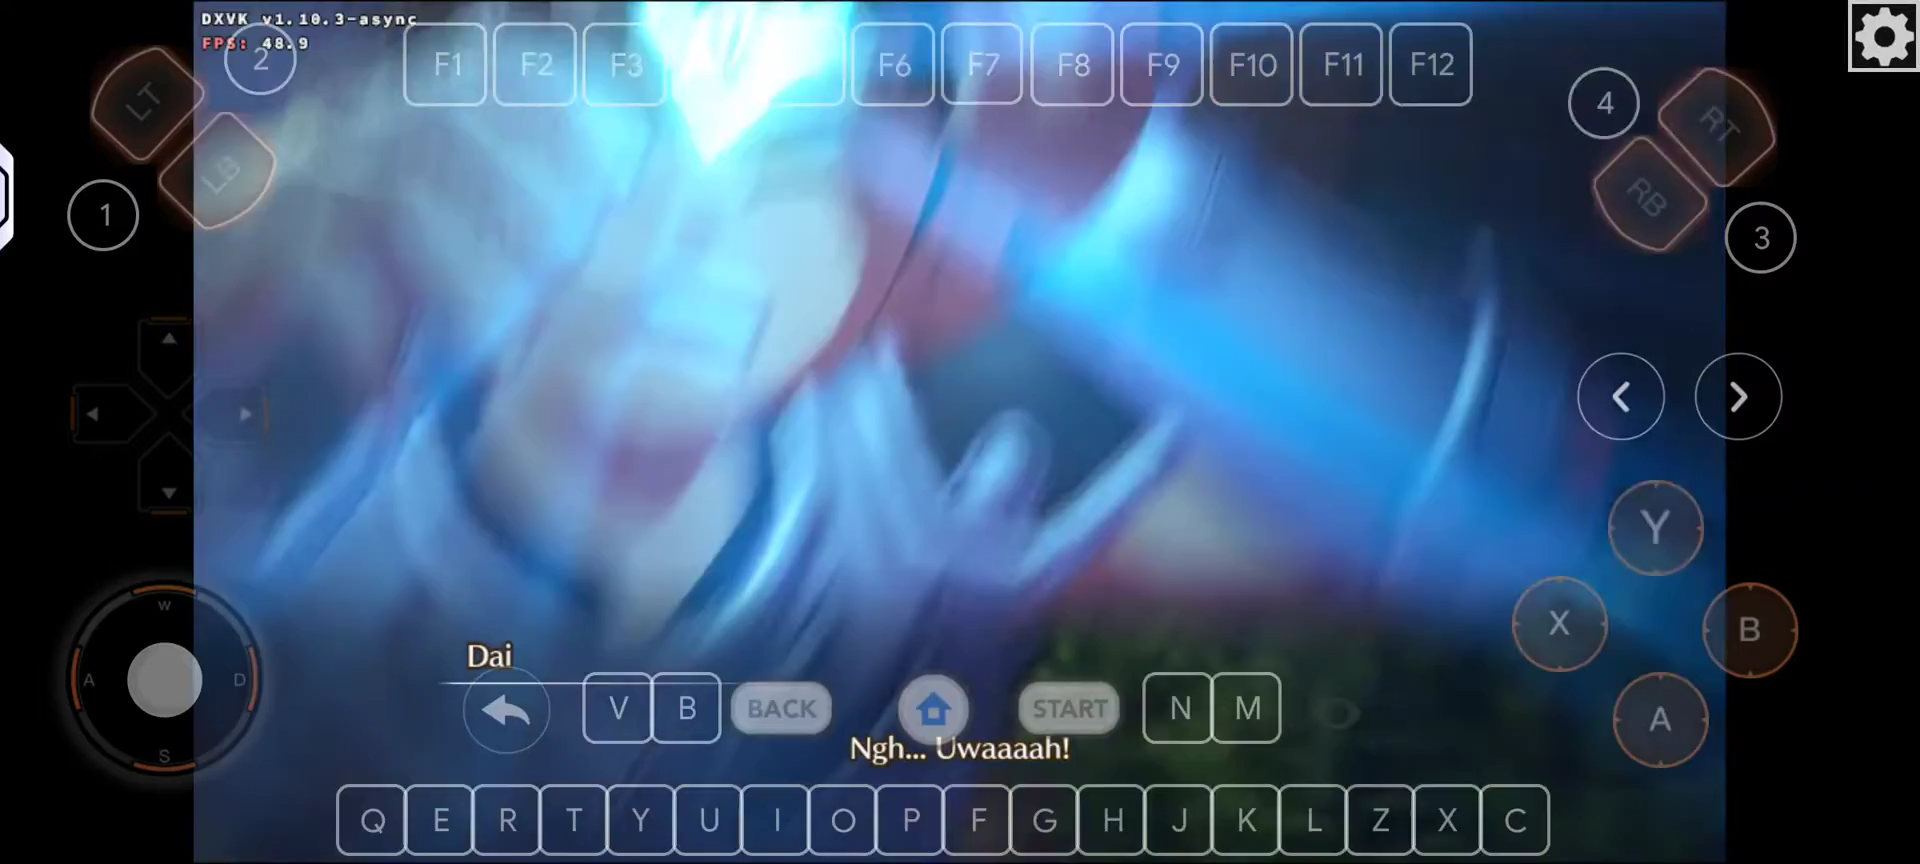 DXVK v1.10.3-async
FPS: 48.9
2
F1 F2 F3 F6 F7 F8 F9 F10 F11 F12
4
LT
RT
LB
RB
1
3
W
A D
S
Y
X B
A
Dai
V B BACK START N M
Ngh... Uwaaaah!
Q E R T Y U I O P F G H J K L Z X C